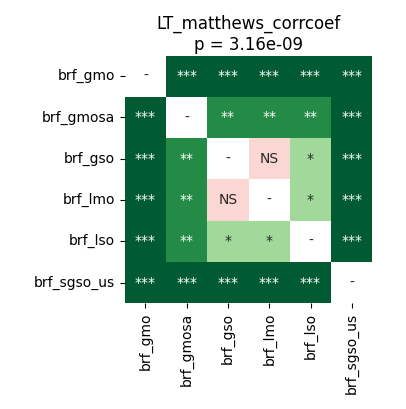 LT_matthews_corrcoef
p = 3.16e-09
brf_gmo - *** *** *** *** ***
brf_gmosa *** - ** ** ** ***
brf_gso *** ** - NS * ***
brf_lmo *** ** NS - * ***
brf_lso *** ** * * - ***
brf_sgso_us *** *** *** *** *** -
brf_gmo
brf_gmosa
brf_gso
brf_lmo
brf_lso
brf_sgso_us